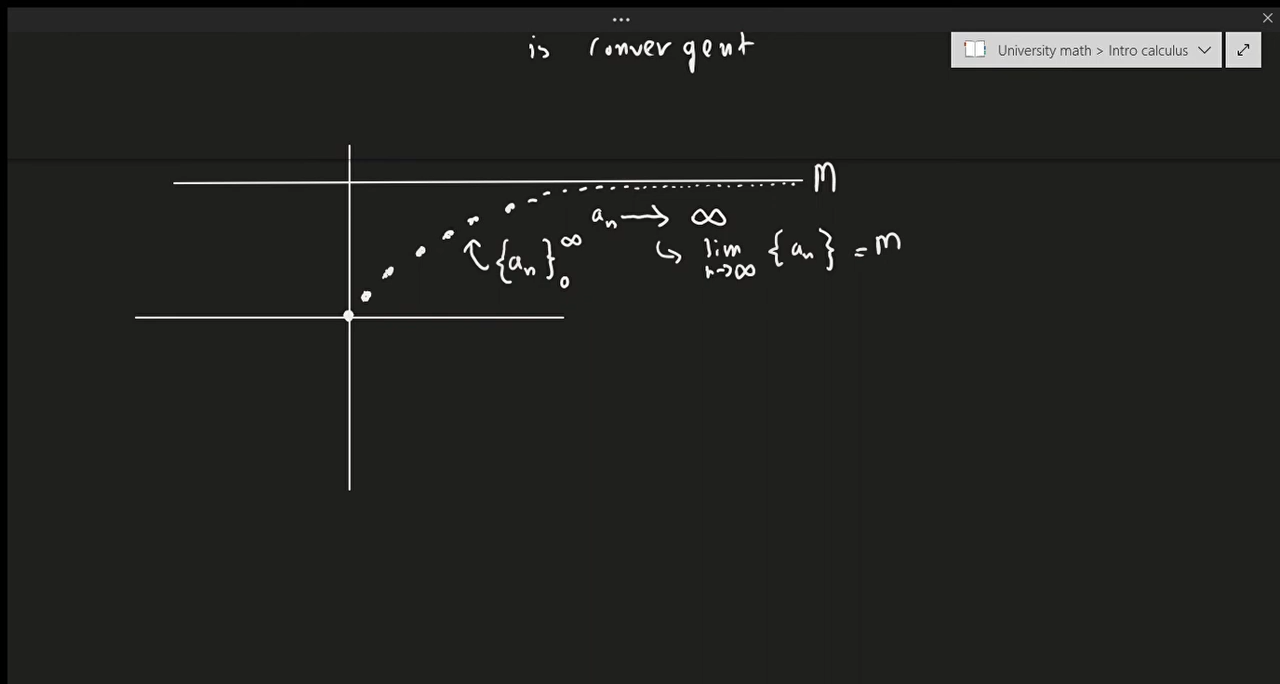 is convergent
University math > Intro calculus
M
aₙ → ∞
{aₙ}₀^∞
↳ lim n→∞ {aₙ} = M